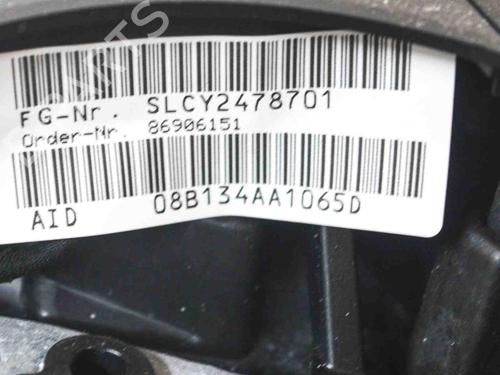 FG-Nr. SLCY2478701
Order-Nr. 86906151
AID 08B134AA1065D